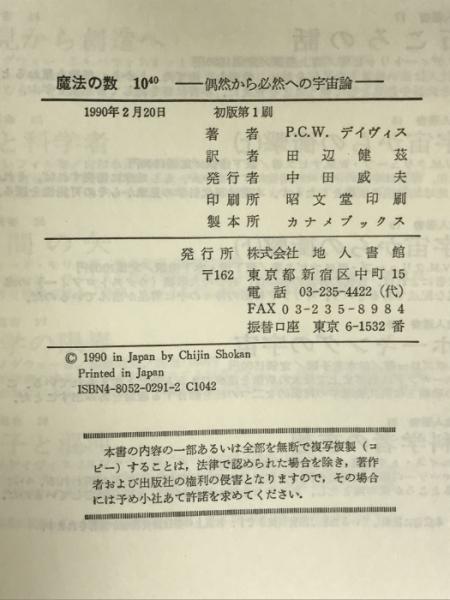 魔法の数 10⁴⁰ ――偶然から必然への宇宙論――
1990年2月20日 初版第1刷
著者 P.C.W. デイヴィス
訳者 田辺健茲
発行者 中田威夫
印刷所 昭文堂印刷
製本所 カナメブックス
発行所 株式会社 地人書館
〒162 東京都新宿区中町15
電話 03-235-4422(代)
FAX 03-235-8984
振替口座 東京6-1532番
© 1990 in Japan by Chijin Shokan
Printed in Japan
ISBN4-8052-0291-2 C1042
本書の内容の一部あるいは全部を無断で複写複製(コ
ピー)することは,法律で認められた場合を除き,著作
者および出版社の権利の侵害となりますので,その場合
には予め小社あて許諾を求めてください.